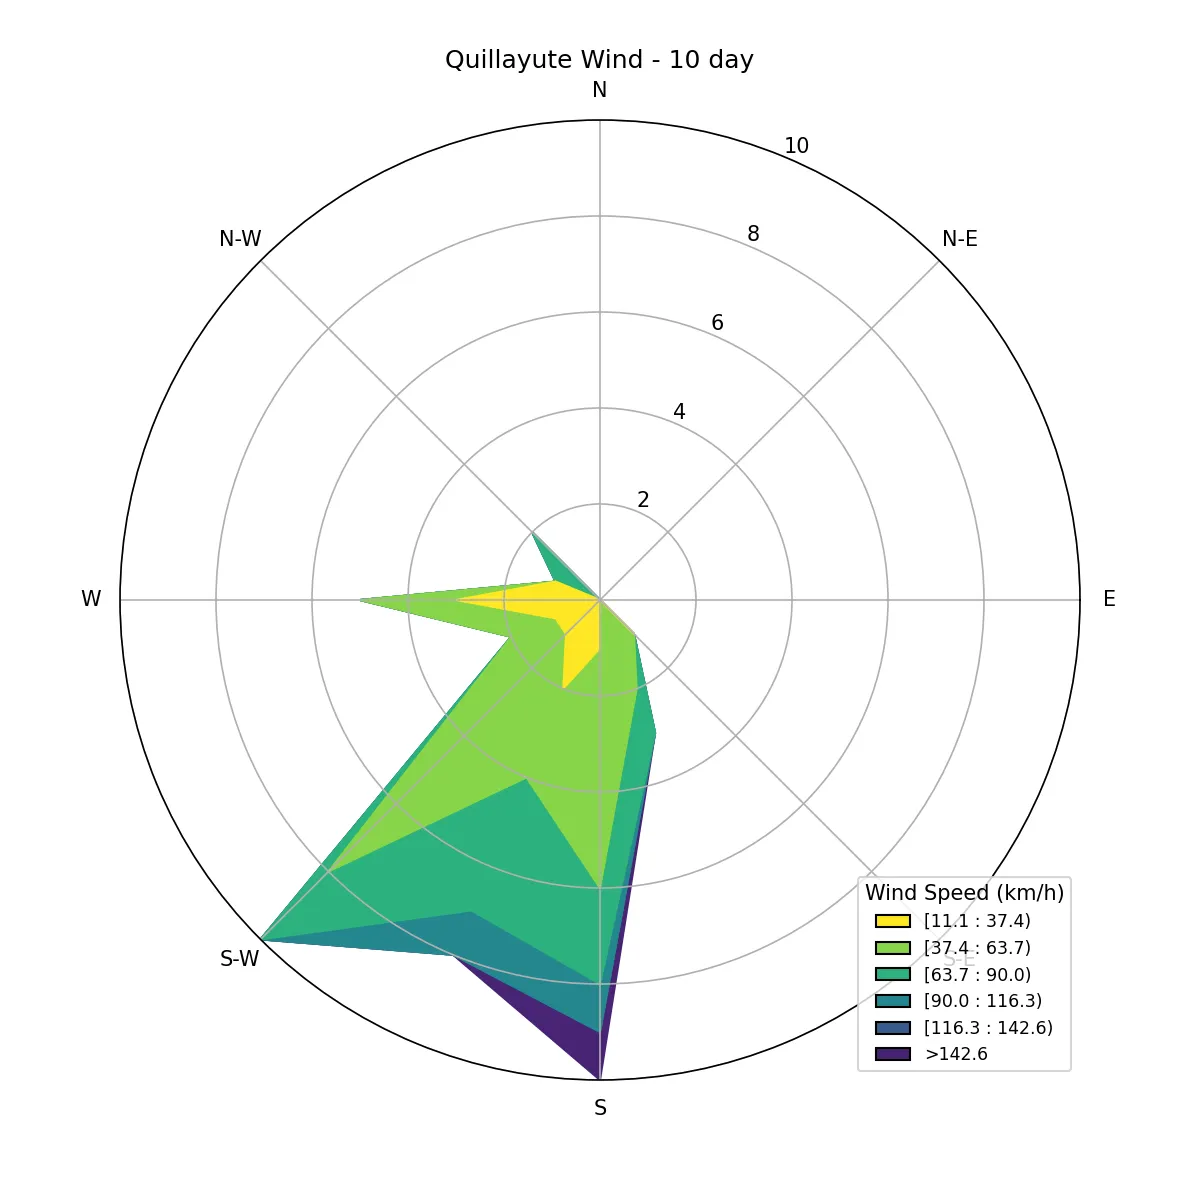 Quillayute Wind - 10 day
N
10
N-W
8
N-E
6
4
2
W
E
Wind Speed (km/h)
[11.1 : 37.4)
[37.4 : 63.7)
S-W
S-E
[63.7 : 90.0)
[90.0 : 116.3)
[116.3 : 142.6)
>142.6
S